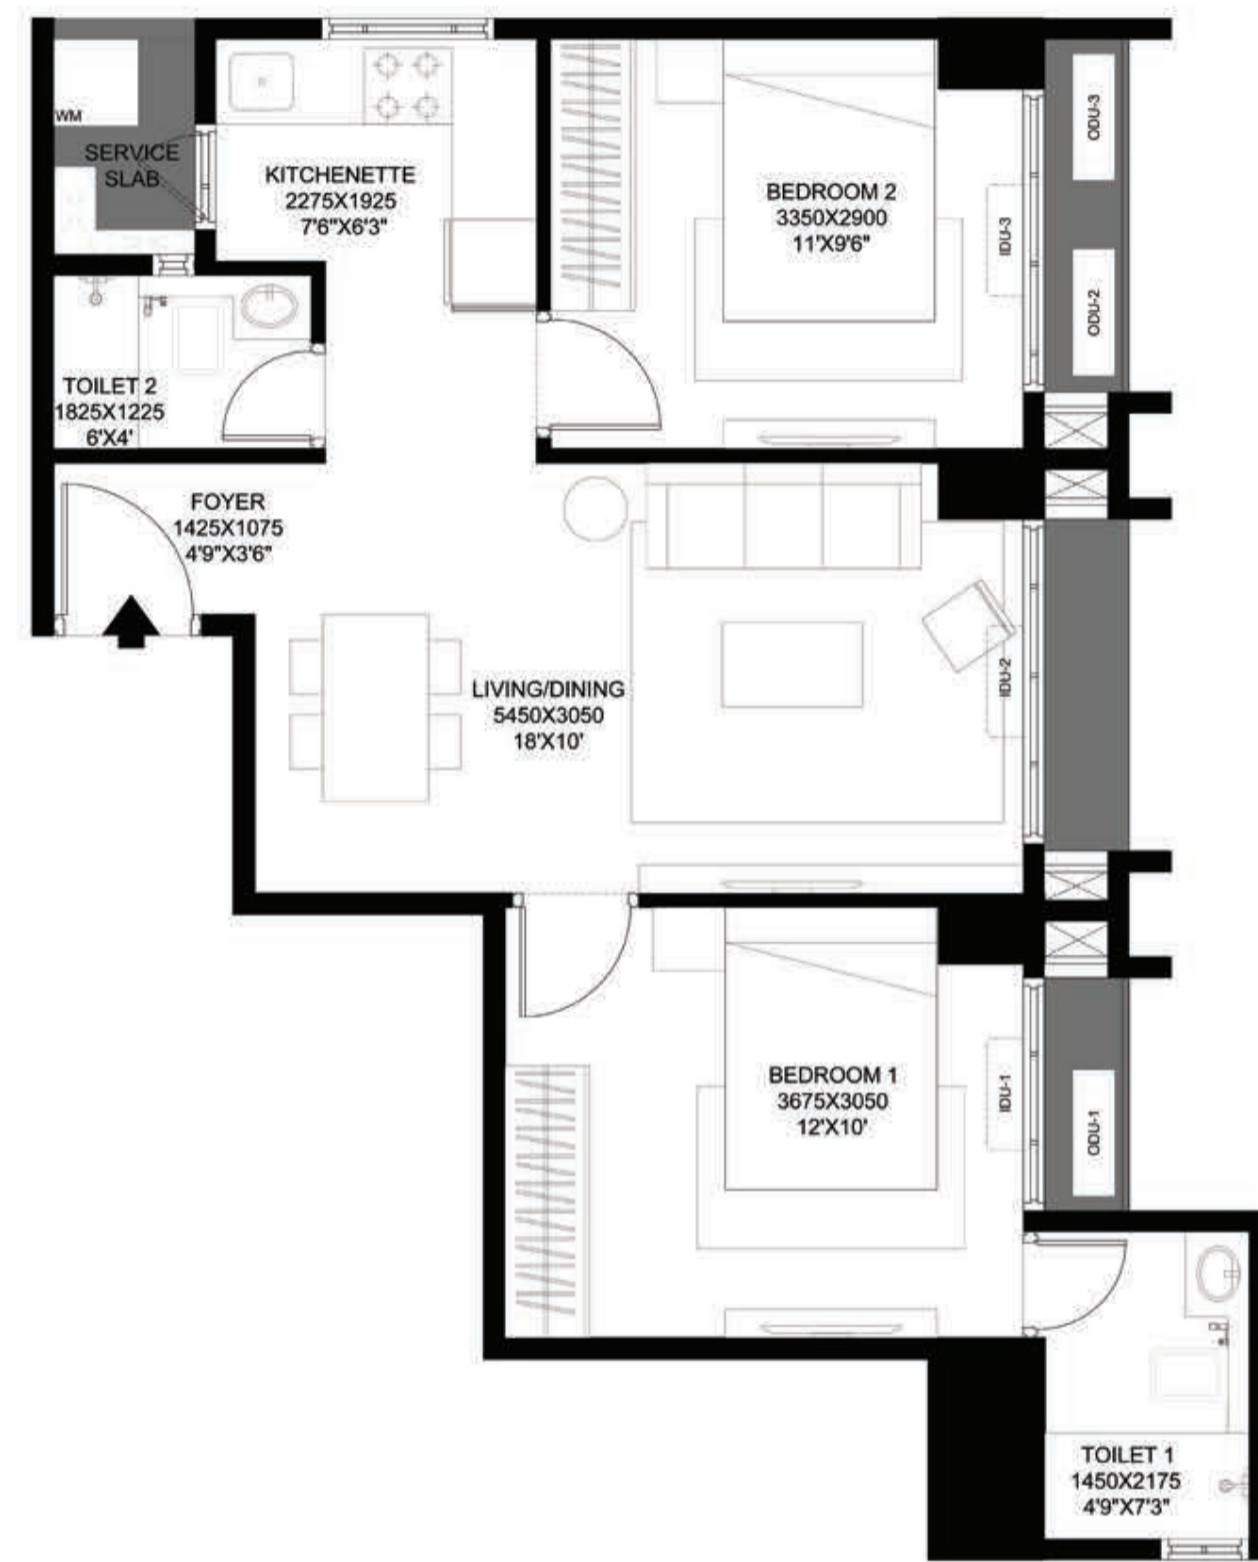 WM
SERVICE
SLAB
KITCHENETTE
2275X1925
7'6"X6'3"
BEDROOM 2
3350X2900
11'X9'6"
IDU-3
ODU-3
ODU-2
TOILET 2
1825X1225
6'X4'
FOYER
1425X1075
4'9"X3'6"
LIVING/DINING
5450X3050
18'X10'
IDU-2
BEDROOM 1
3675X3050
12'X10'
IDU-1
ODU-1
TOILET 1
1450X2175
4'9"X7'3"